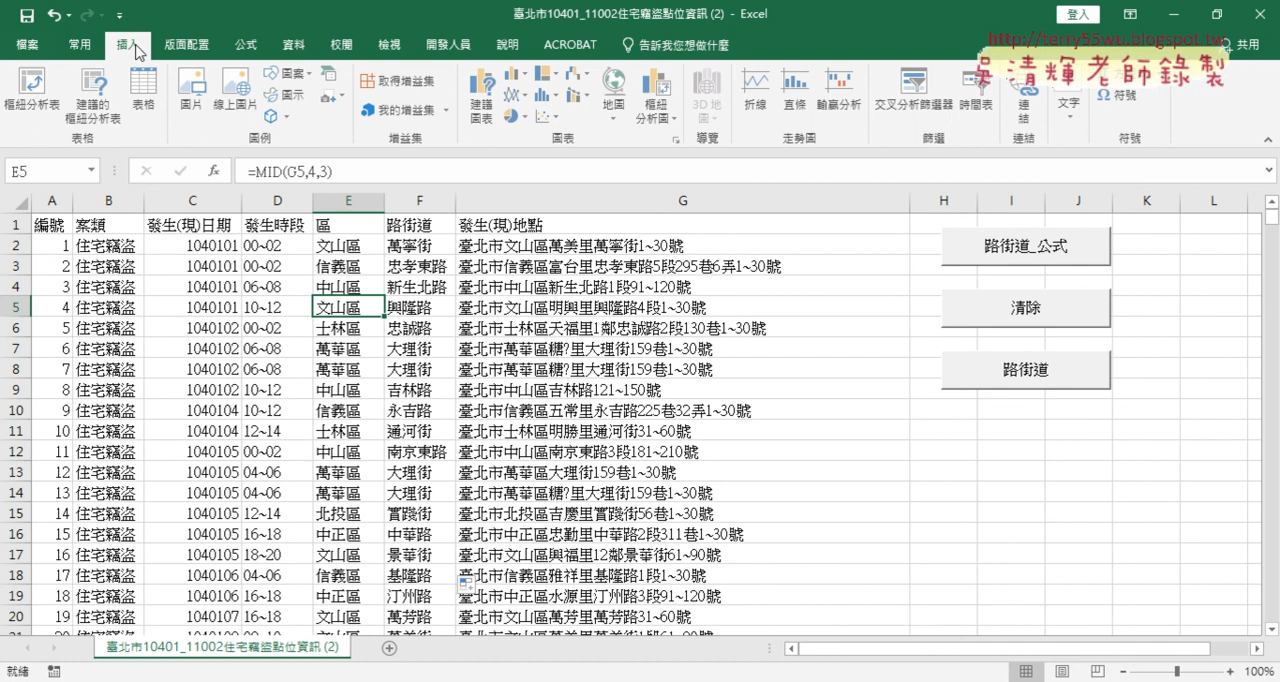 臺北市10401_11002住宅竊盜點位資訊 (2) - Excel
登入
檔案 常用 插入 版面配置 公式 資料 校閱 檢視 開發人員 說明 ACROBAT 告訴我您想做什麼 共用
http://terry55wu.blogspot.tw
吳清輝老師錄製
樞紐分析表 建議的樞紐分析表 表格 圖片 線上圖片 圖案 圖示 取得增益集 我的增益集 建議圖表 地圖 樞紐分析圖 3D 地圖 折線 直條 輸贏分析 交叉分析篩選器 時間表 連結 文字 符號
表格 圖例 增益集 圖表 導覽 走勢圖 篩選 連結 符號
E5 fx =MID(G5,4,3)
A B C D E F G H I J K L
1 編號 案類 發生(現)日期 發生時段 區 路街道 發生(現)地點
2 1 住宅竊盜 1040101 00~02 文山區 萬寧街 臺北市文山區萬美里萬寧街1~30號
3 2 住宅竊盜 1040101 00~02 信義區 忠孝東路 臺北市信義區富台里忠孝東路5段295巷6弄1~30號
4 3 住宅竊盜 1040101 06~08 中山區 新生北路 臺北市中山區新生北路1段91~120號
5 4 住宅竊盜 1040101 10~12 文山區 興隆路 臺北市文山區明興里興隆路4段1~30號
6 5 住宅竊盜 1040102 00~02 士林區 忠誠路 臺北市士林區天福里1鄰忠誠路2段130巷1~30號
7 6 住宅竊盜 1040102 06~08 萬華區 大理街 臺北市萬華區糖?里大理街159巷1~30號
8 7 住宅竊盜 1040102 06~08 萬華區 大理街 臺北市萬華區糖?里大理街159巷1~30號
9 8 住宅竊盜 1040102 10~12 中山區 吉林路 臺北市中山區吉林路121~150號
10 9 住宅竊盜 1040104 10~12 信義區 永吉路 臺北市信義區五常里永吉路225巷32弄1~30號
11 10 住宅竊盜 1040104 12~14 士林區 通河街 臺北市士林區明勝里通河街31~60號
12 11 住宅竊盜 1040105 00~02 中山區 南京東路 臺北市中山區南京東路3段181~210號
13 12 住宅竊盜 1040105 04~06 萬華區 大理街 臺北市萬華區大理街159巷1~30號
14 13 住宅竊盜 1040105 04~06 萬華區 大理街 臺北市萬華區糖?里大理街159巷1~30號
15 14 住宅竊盜 1040105 12~14 北投區 實踐街 臺北市北投區吉慶里實踐街56巷1~30號
16 15 住宅竊盜 1040105 16~18 中正區 中華路 臺北市中正區忠勤里中華路2段311巷1~30號
17 16 住宅竊盜 1040105 18~20 文山區 景華街 臺北市文山區興福里12鄰景華街61~90號
18 17 住宅竊盜 1040106 04~06 信義區 基隆路 臺北市信義區雅祥里基隆路1段1~30號
19 18 住宅竊盜 1040106 16~18 中正區 汀州路 臺北市中正區水源里汀州路3段91~120號
20 19 住宅竊盜 1040107 16~18 文山區 萬芳路 臺北市文山區萬芳里萬芳路31~60號
路街道_公式
清除
路街道
臺北市10401_11002住宅竊盜點位資訊 (2)
就緒 100%